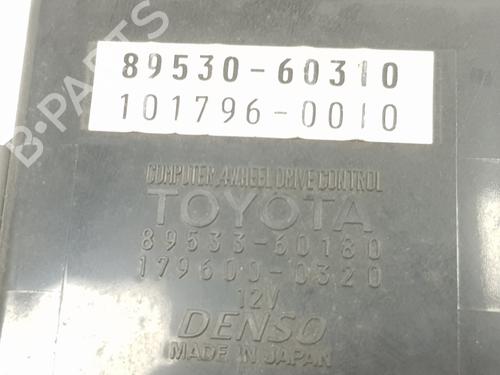 89530-60310
101796-0010
COMPUTER, 4WHEEL DRIVE CONTROL
TOYOTA
89533-60180
179600-0320
12V
DENSO
MADE IN JAPAN
B-PARTS